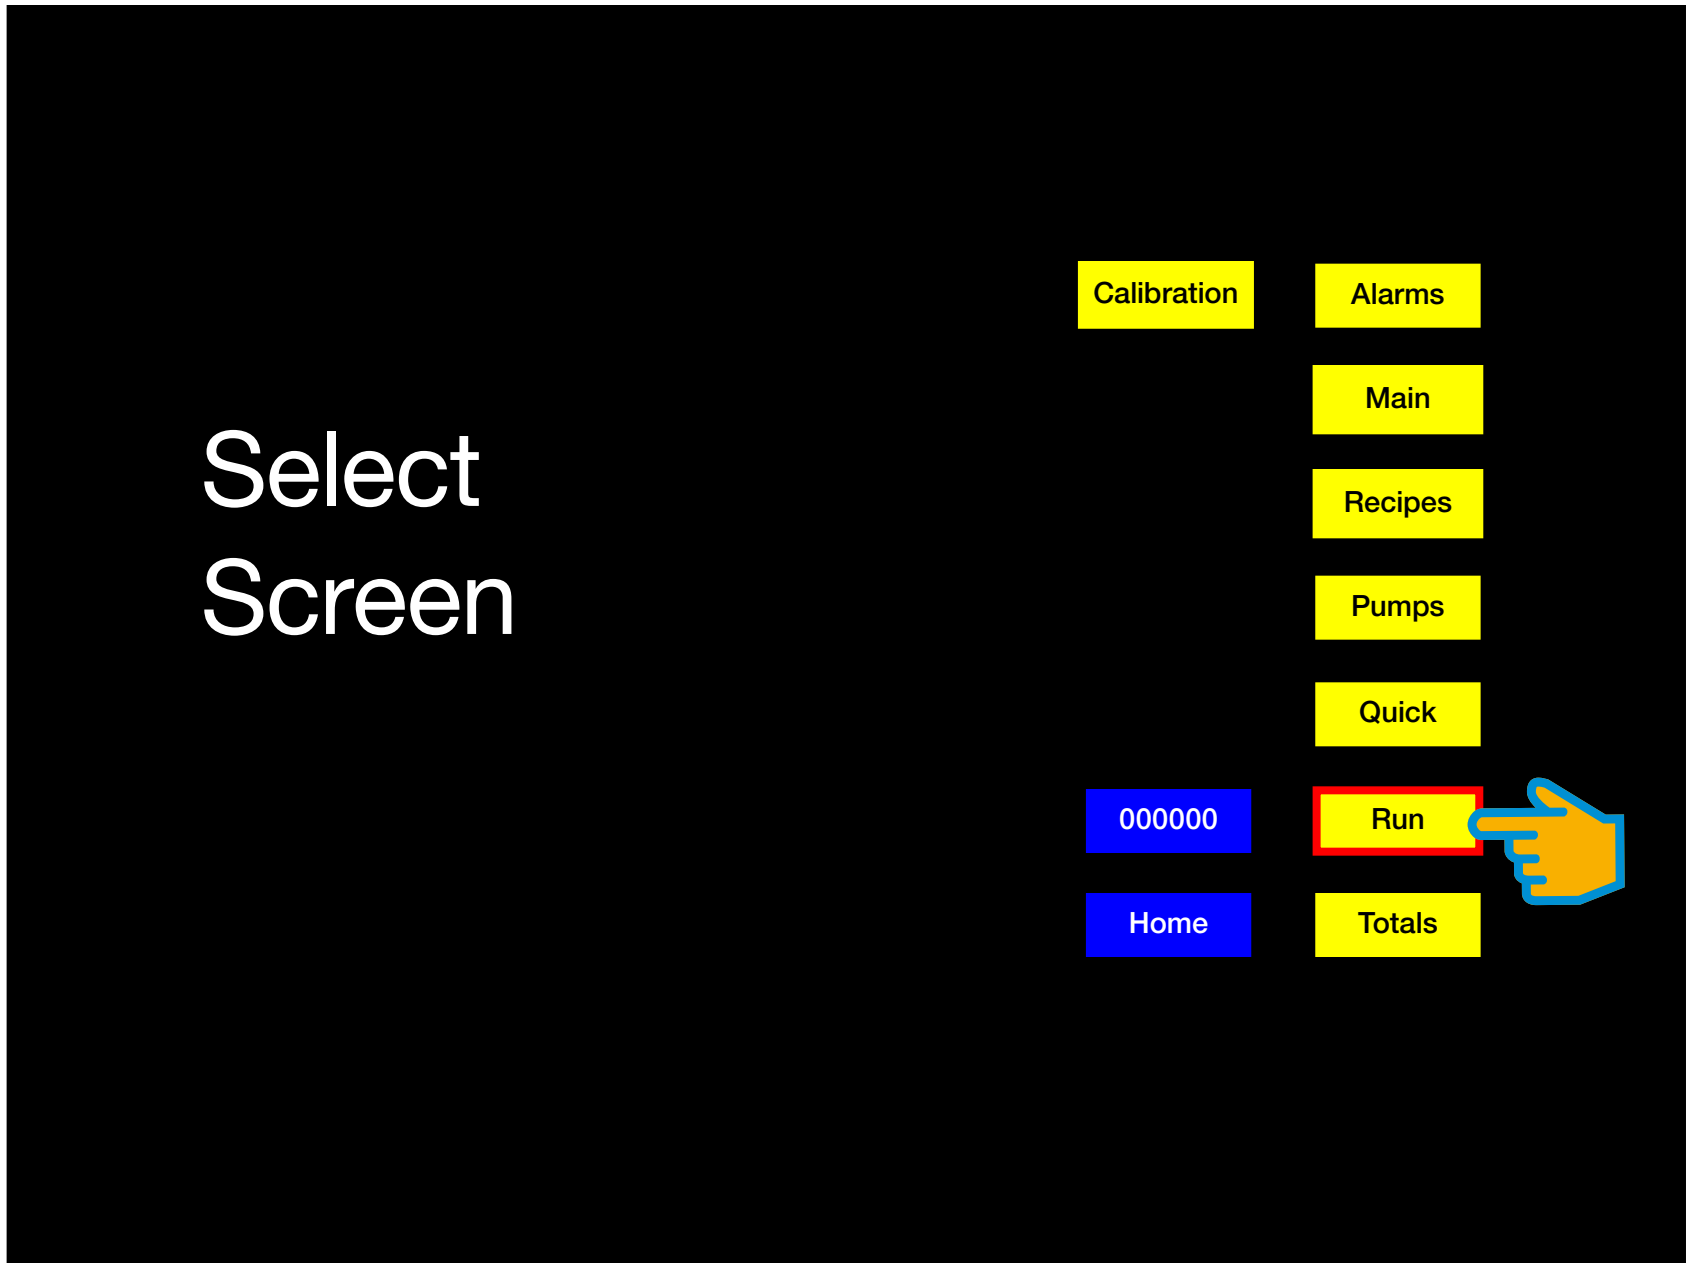 Select
Screen
Calibration
Alarms
Main
Recipes
Pumps
Quick
000000
Run
Home
Totals